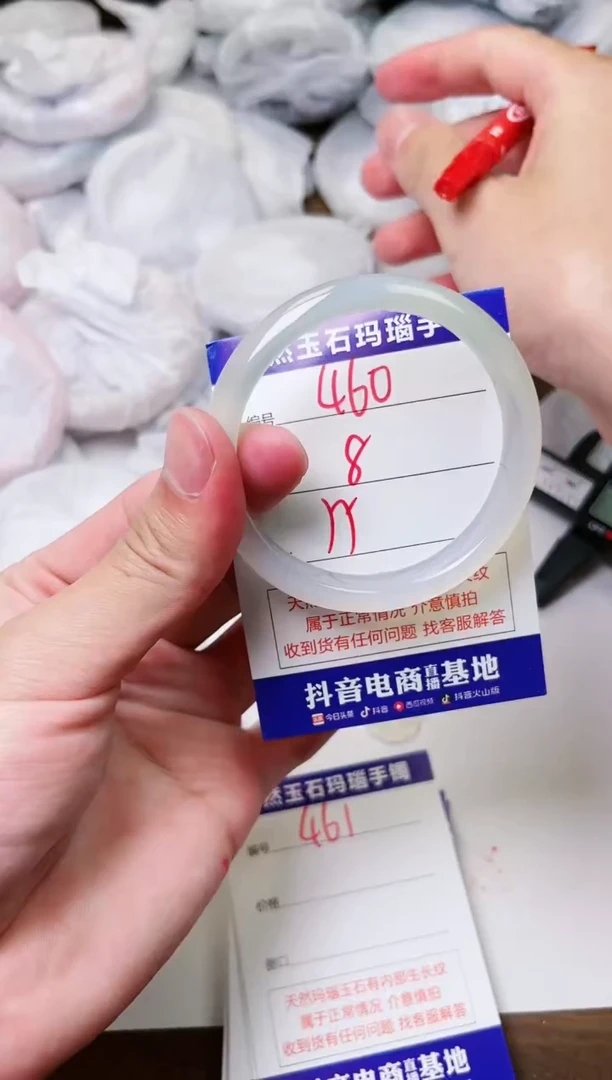 然玉石玛瑙手
编号 460
8
属于正常情况 介意慎拍
收到货有任何问题 找客服解答
抖音电商直播基地
今日头条 抖音 西瓜视频 抖音火山版
然玉石玛瑙手镯
编号 461
价格
圈口
天然玛瑙玉石有内部生长纹
属于正常情况 介意慎拍
收到货有任何问题 找客服解答
抖音电商直播基地